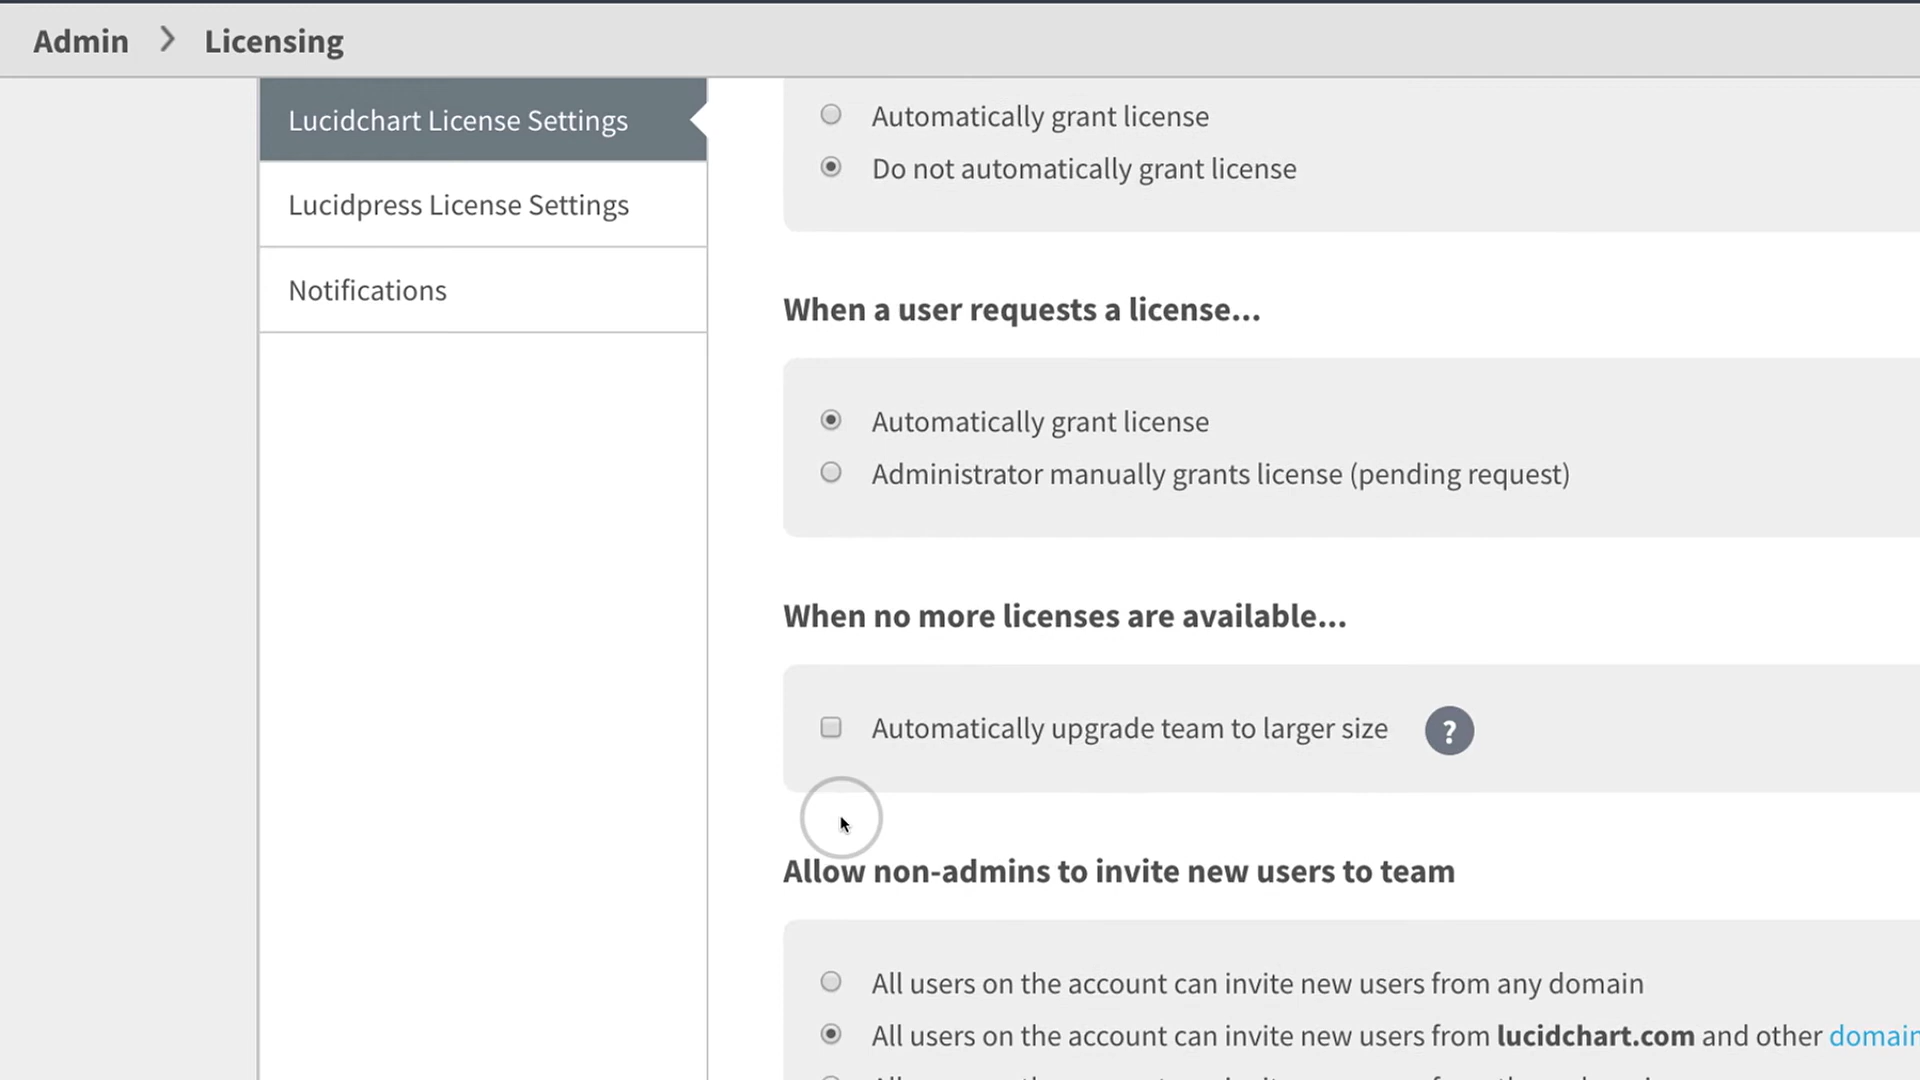 Admin > Licensing
Lucidchart License Settings
Lucidpress License Settings
Notifications
Automatically grant license
Do not automatically grant license
When a user requests a license...
Automatically grant license
Administrator manually grants license (pending request)
When no more licenses are available...
Automatically upgrade team to larger size ?
Allow non-admins to invite new users to team
All users on the account can invite new users from any domain
All users on the account can invite new users from lucidchart.com and other domain